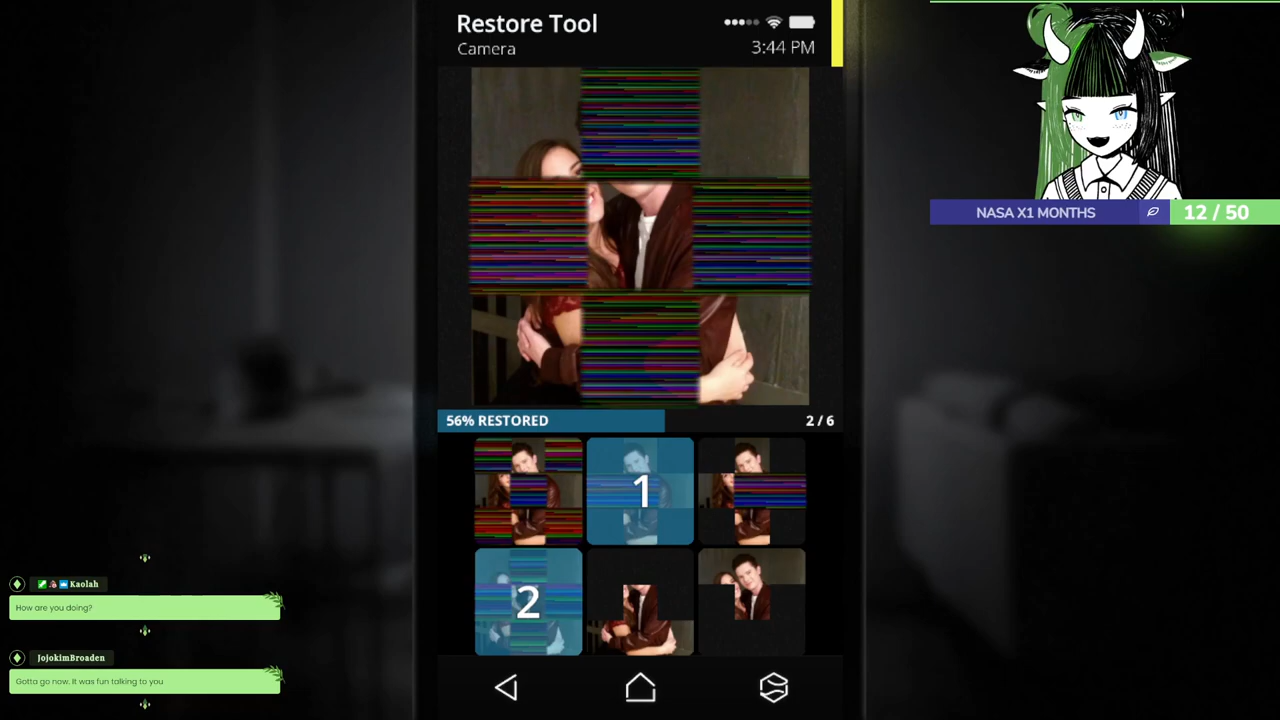 Restore Tool
Camera
3:44 PM
NASA X1 MONTHS
12 / 50
56% RESTORED
2 / 6
1
2
Kaolah
How are you doing?
JojokimBroaden
Gotta go now. It was fun talking to you